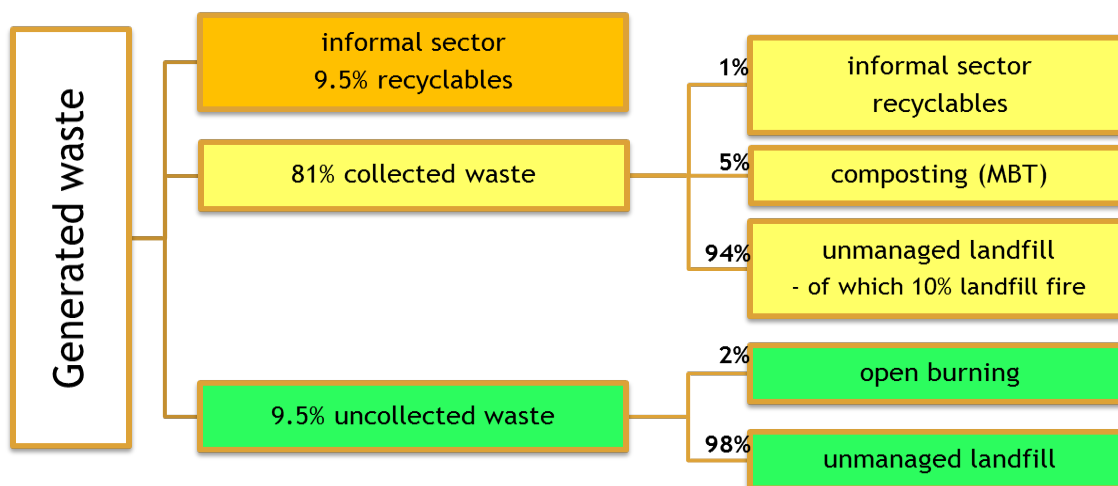 Generated waste
informal sector
9.5% recyclables
81% collected waste
9.5% uncollected waste
1%
informal sector
recyclables
5%
composting (MBT)
94%
unmanaged landfill
- of which 10% landfill fire
2%
open burning
98%
unmanaged landfill